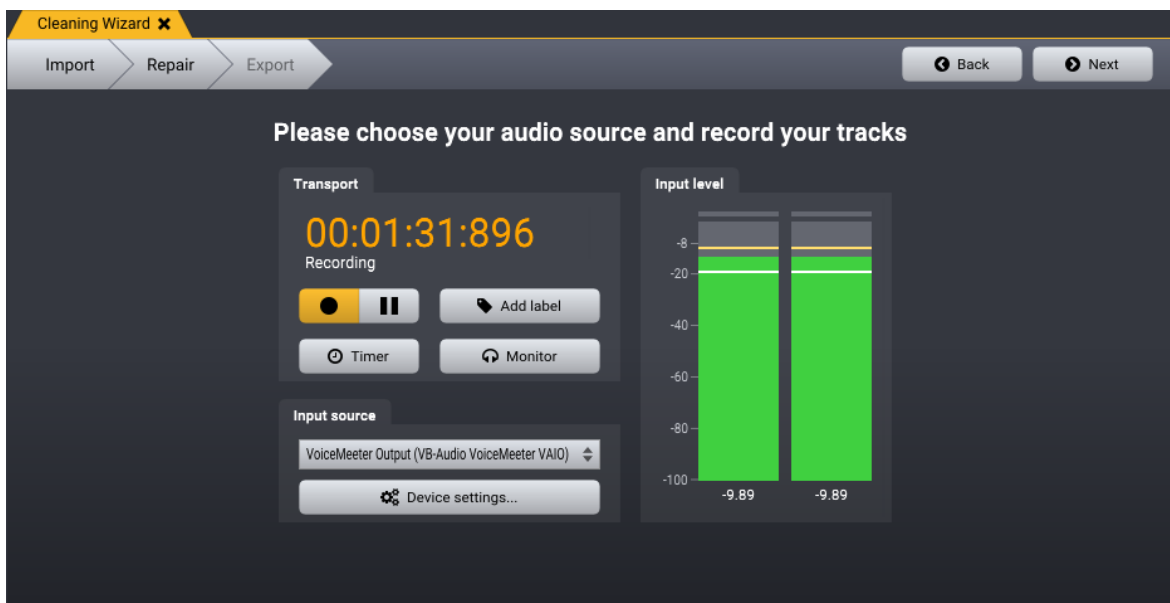 Cleaning Wizard
Import Repair Export Back Next
Please choose your audio source and record your tracks
Transport
00:01:31:896
Recording
Add label
Timer Monitor
Input source
VoiceMeeter Output (VB-Audio VoiceMeeter VAIO)
Device settings...
Input level
-8
-20
-40
-60
-80
-100
-9.89 -9.89